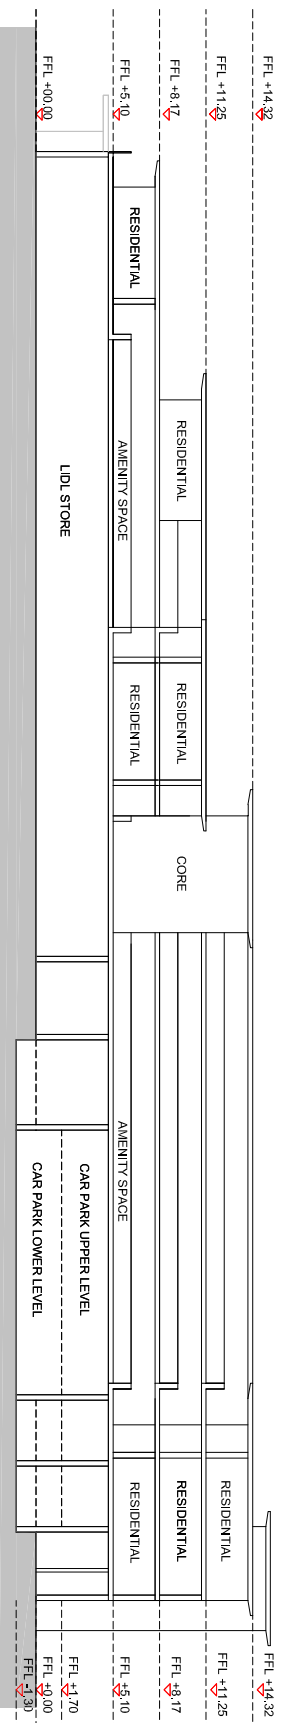 FFL +14.32
FFL +11.25
FFL +8.17
FFL +5.10
FFL +00.00
RESIDENTIAL
RESIDENTIAL
AMENITY SPACE
LIDL STORE
RESIDENTIAL
RESIDENTIAL
CORE
AMENITY SPACE
CAR PARK UPPER LEVEL
CAR PARK LOWER LEVEL
RESIDENTIAL
RESIDENTIAL
RESIDENTIAL
FFL +14.32
FFL +11.25
FFL +8.17
FFL +5.10
FFL +1.70
FFL +0.00
FFL -1.30